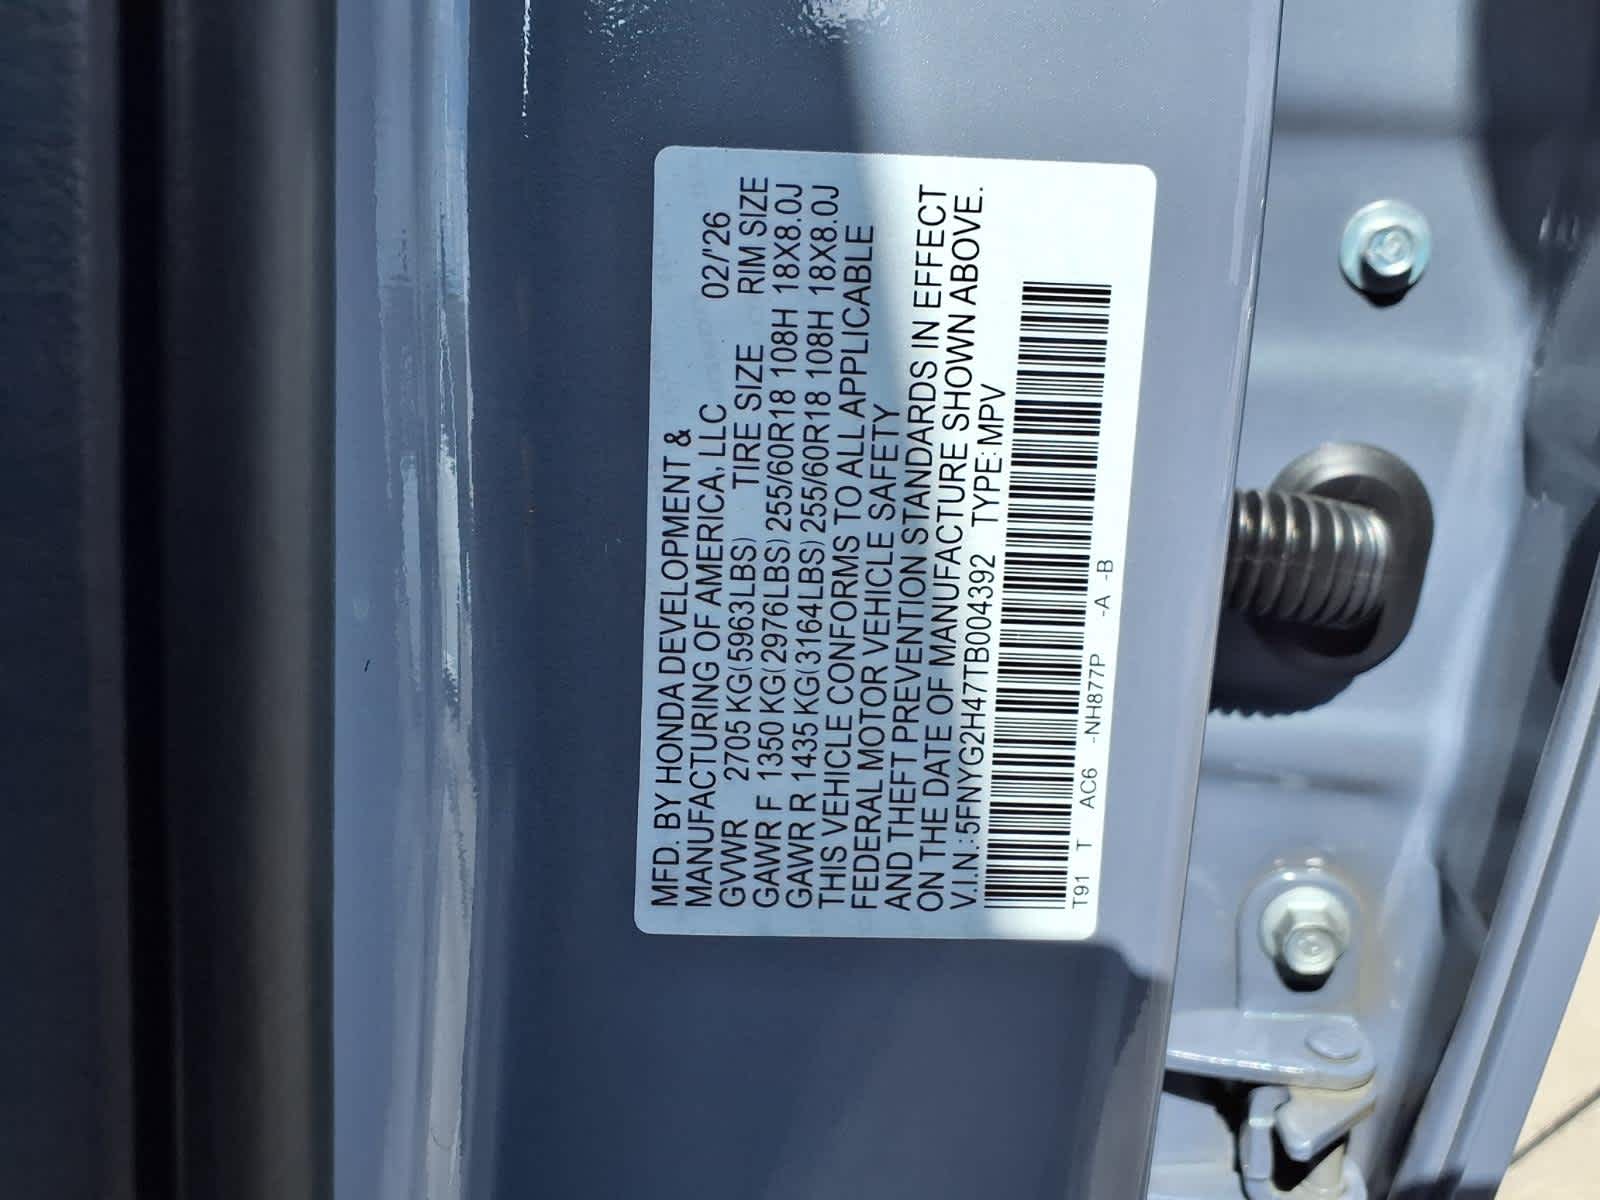 MFD. BY HONDA DEVELOPMENT &
MANUFACTURING OF AMERICA, LLC 02/'26
GVWR 2705 KG(5963LBS) TIRE SIZE RIM SIZE
GAWR F 1350 KG(2976LBS) 255/60R18 108H 18X8.0J
GAWR R 1435 KG(3164LBS) 255/60R18 108H 18X8.0J
THIS VEHICLE CONFORMS TO ALL APPLICABLE
FEDERAL MOTOR VEHICLE SAFETY
AND THEFT PREVENTION STANDARDS IN EFFECT
ON THE DATE OF MANUFACTURE SHOWN ABOVE.
V.I.N.:5FNYG2H47TB004392 TYPE:MPV
T91 T AC6 -NH877P -A -B